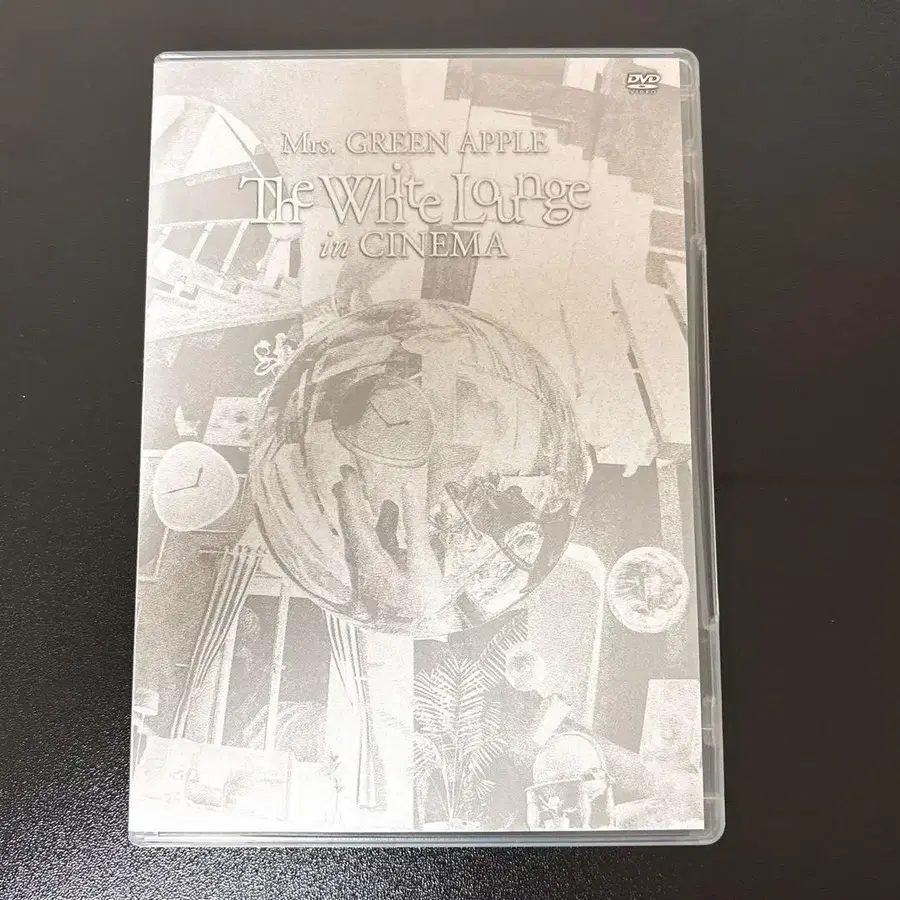 DVD
VIDEO
Mrs. GREEN APPLE
The White Lounge
in CINEMA